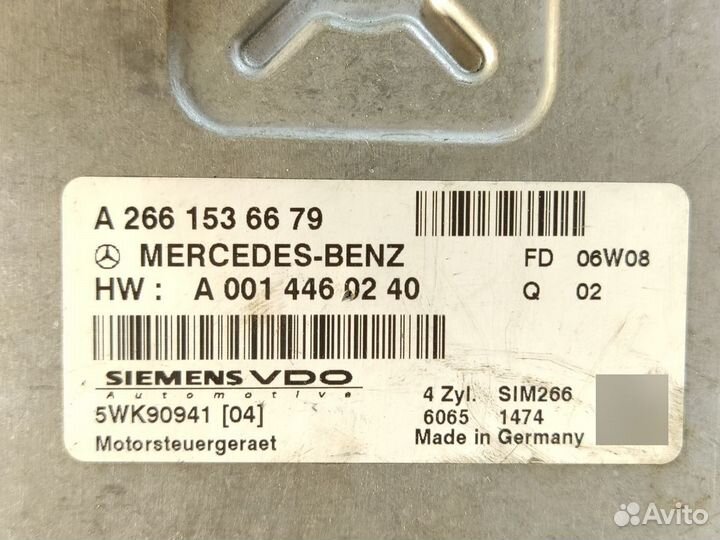 A 266 153 66 79
MERCEDES-BENZ
FD 06W08
HW : A 001 446 02 40
Q 02
SIEMENS VDO
Automotive
5WK90941 [04]
Motorsteuergeraet
4 Zyl. SIM266
6065 1474
Made in Germany
Avito